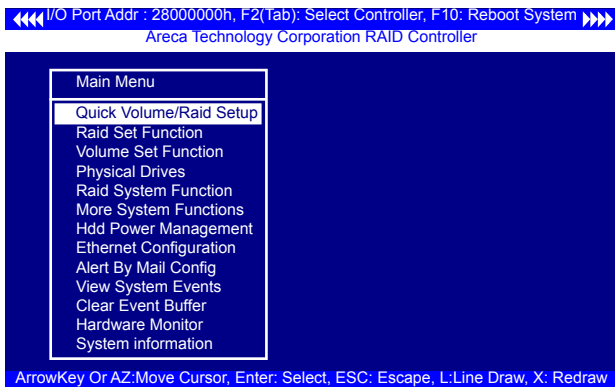 I/O Port Addr : 28000000h, F2(Tab): Select Controller, F10: Reboot System
Areca Technology Corporation RAID Controller
Main Menu
Quick Volume/Raid Setup
Raid Set Function
Volume Set Function
Physical Drives
Raid System Function
More System Functions
Hdd Power Management
Ethernet Configuration
Alert By Mail Config
View System Events
Clear Event Buffer
Hardware Monitor
System information
ArrowKey Or AZ:Move Cursor, Enter: Select, ESC: Escape, L:Line Draw, X: Redraw